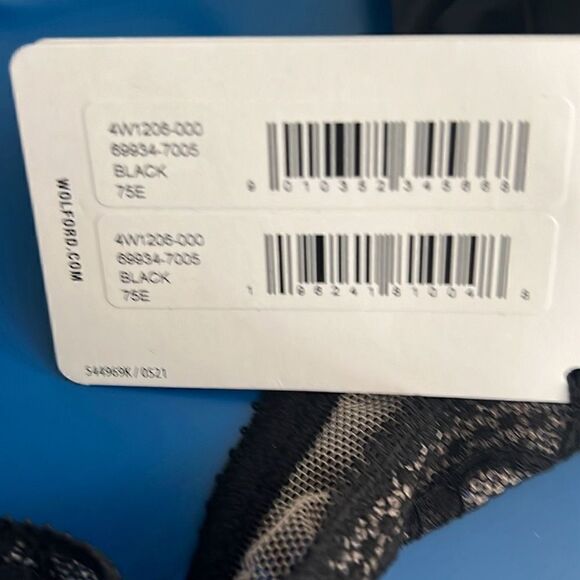 4W1206-000
69934-7005
BLACK
75E
9 010352 345688
WOLFORD.COM
4W1206-000
69934-7005
BLACK
75E
1 96241 81004 8
544969K / 0521